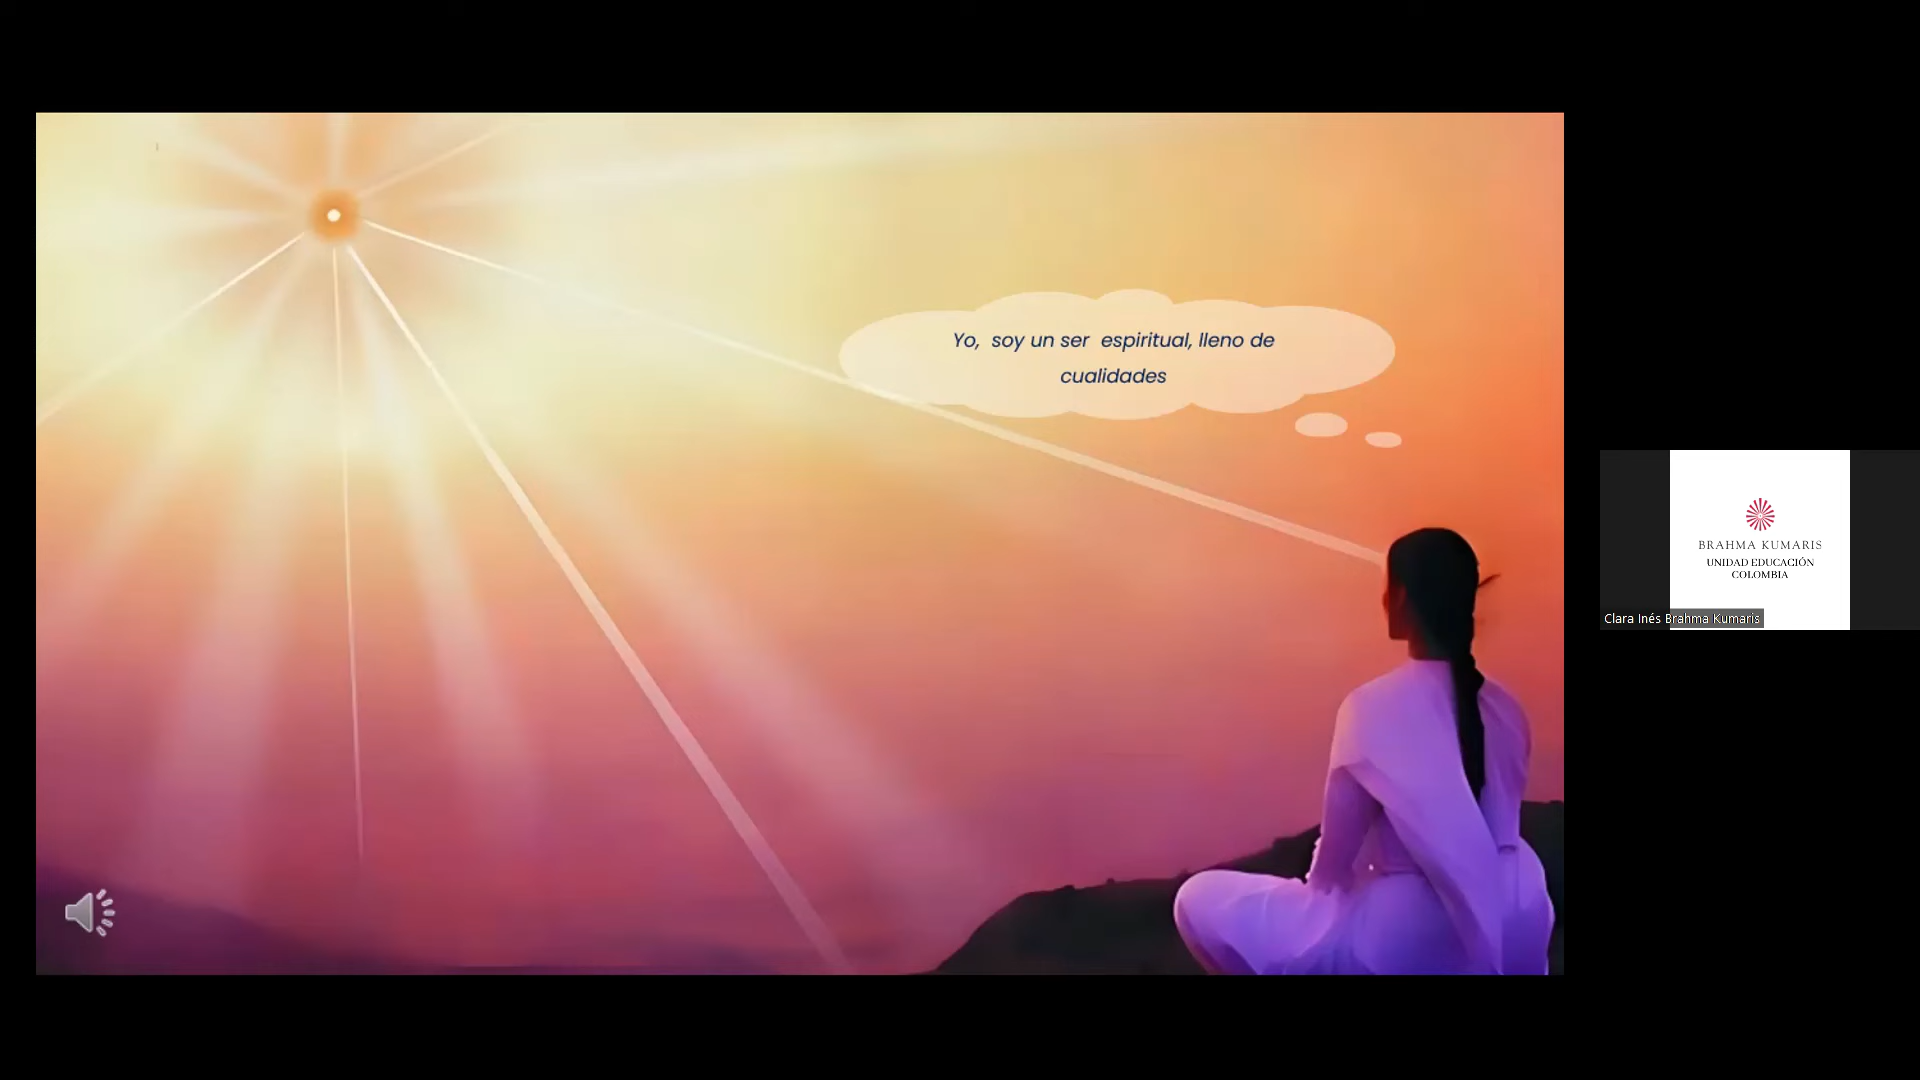 Yo, soy un ser espiritual, lleno de
cualidades
BRAHMA KUMARIS
UNIDAD EDUCACIÓN
COLOMBIA
Clara Inés Brahma Kumaris